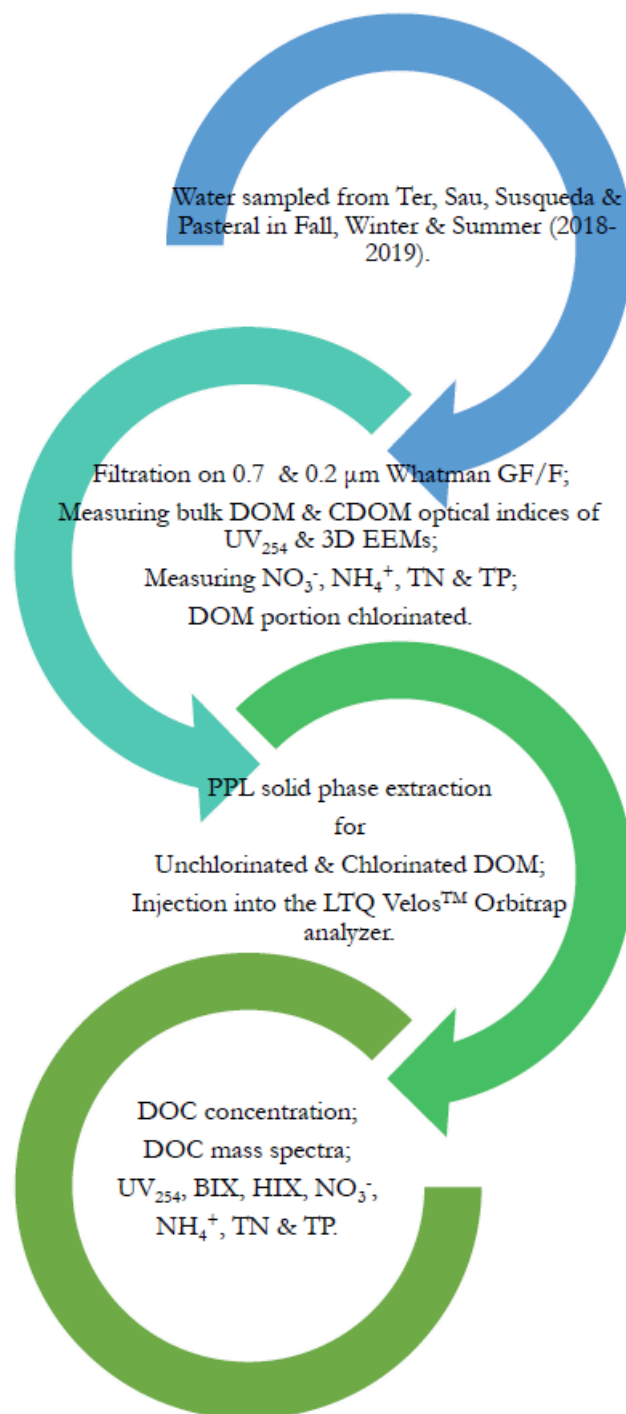 Water sampled from Ter, Sau, Susqueda &
Pasteral in Fall, Winter & Summer (2018-
2019).
Filtration on 0.7 & 0.2 µm Whatman GF/F;
Measuring bulk DOM & CDOM optical indices of
UV₂₅₄ & 3D EEMs;
Measuring NO₃⁻, NH₄⁺, TN & TP;
DOM portion chlorinated.
PPL solid phase extraction
for
Unchlorinated & Chlorinated DOM;
Injection into the LTQ Velos™ Orbitrap
analyzer.
DOC concentration;
DOC mass spectra;
UV₂₅₄, BIX, HIX, NO₃⁻,
NH₄⁺, TN & TP.